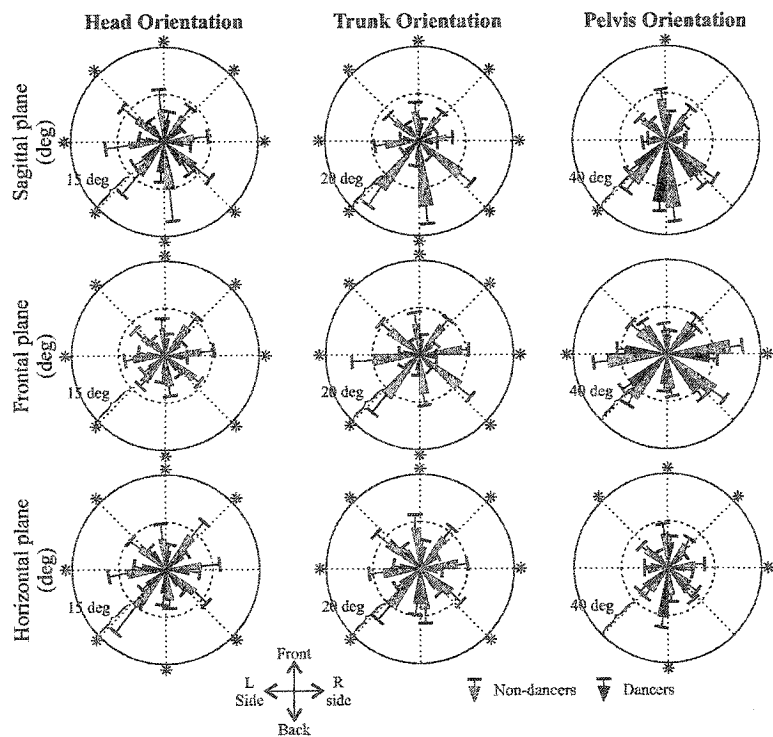 Head Orientation Trunk Orientation Pelvis Orientation
Sagittal plane
(deg)
15 deg 20 deg 40 deg
Frontal plane
(deg)
15 deg 20 deg 40 deg
Horizontal plane
(deg)
15 deg 20 deg 40 deg
Front
L
Side
R
side
Back
Non-dancers Dancers